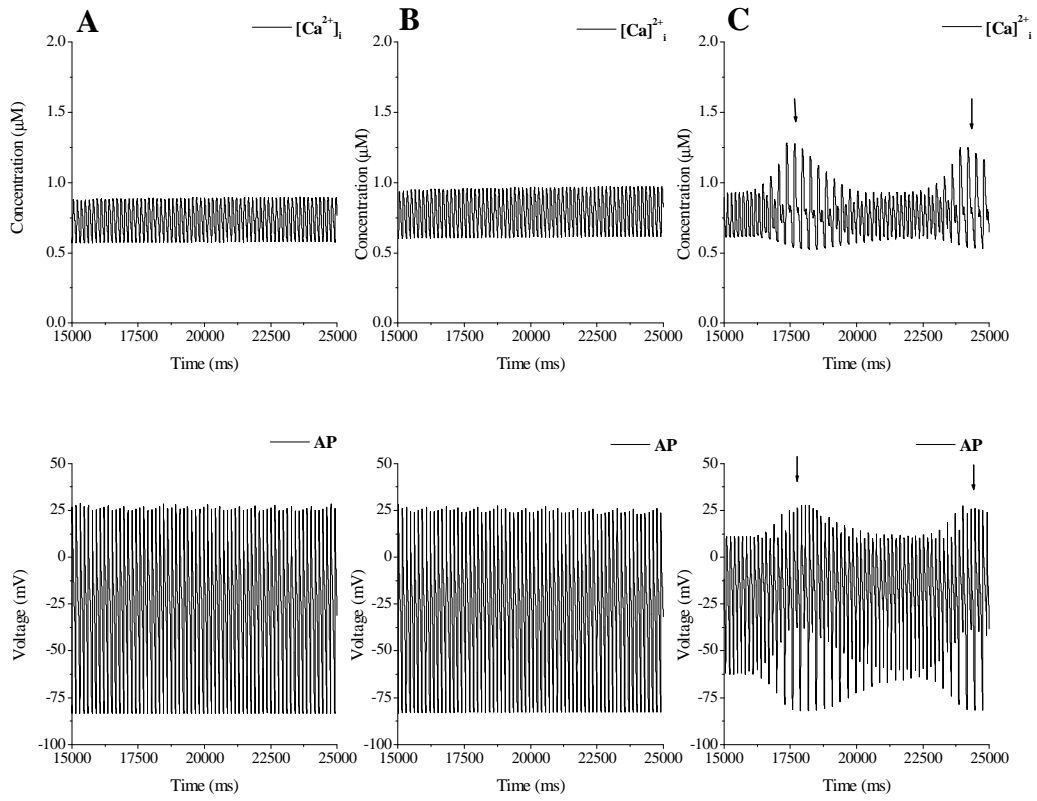 A
[Ca²⁺]ᵢ
Concentration (μM)
2.0
1.5
1.0
0.5
0.0
15000 17500 20000 22500 25000
Time (ms)
B
[Ca]²⁺ᵢ
Concentration (μM)
2.0
1.5
1.0
0.5
0.0
15000 17500 20000 22500 25000
Time (ms)
C
[Ca]²⁺ᵢ
Concentration (μM)
2.0
1.5
1.0
0.5
0.0
15000 17500 20000 22500 25000
Time (ms)
AP
Voltage (mV)
50
25
0
-25
-50
-75
-100
15000 17500 20000 22500 25000
Time (ms)
AP
Voltage (mV)
50
25
0
-25
-50
-75
-100
15000 17500 20000 22500 25000
Time (ms)
AP
Voltage (mV)
50
25
0
-25
-50
-75
-100
15000 17500 20000 22500 25000
Time (ms)